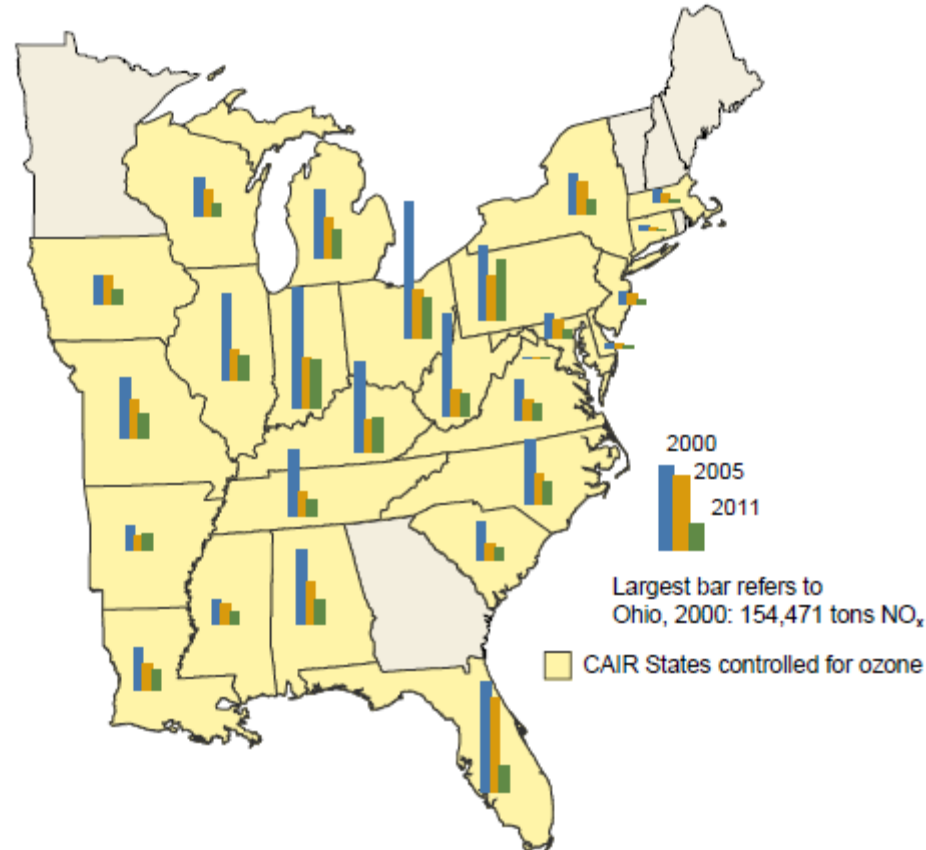 2000
2005
2011
Largest bar refers to
Ohio, 2000: 154,471 tons NOₓ
CAIR States controlled for ozone